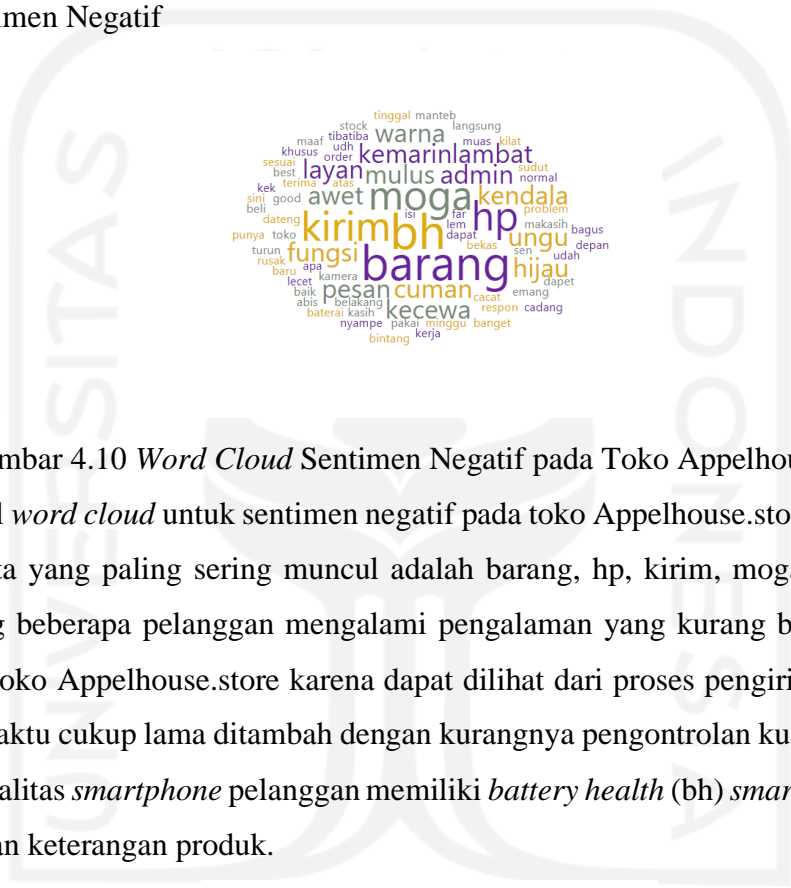 timen Negatif
tinggal manteb
stock warna langsung
maaf tibatiba muas kilat
khusus udh kemarinlambat
sesuai order sudut
best layan mulus admin normal
kek terima atas
sini good awet moga kendala
beli isi far problem
dateng kirim bh hp lem makasih bagus
punya toko dapat ungu depan
turun fungsi bekas sen udah
rusak apa barang hijau
baru kamera dapet
lecet pesan cuman emang
baik cacat
abis belakang kecewa respon cadang
baterai kasih
nyampe pakai minggu banget
bintang kerja
mbar 4.10 Word Cloud Sentimen Negatif pada Toko Appelhou
l word cloud untuk sentimen negatif pada toko Appelhouse.sto
ta yang paling sering muncul adalah barang, hp, kirim, moga
g beberapa pelanggan mengalami pengalaman yang kurang b
oko Appelhouse.store karena dapat dilihat dari proses pengiri
aktu cukup lama ditambah dengan kurangnya pengontrolan ku
alitas smartphone pelanggan memiliki battery health (bh) smar
an keterangan produk.
UNIVERSITAS
INDONESIA